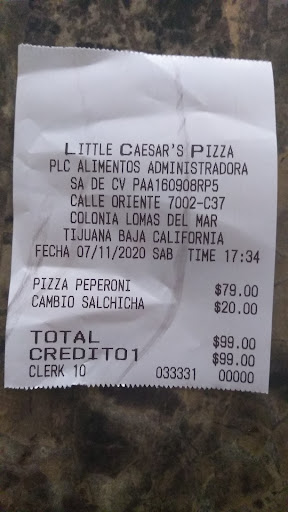 LITTLE CAESAR'S PIZZA
PLC ALIMENTOS ADMINISTRADORA
SA DE CV PAA160908RP5
CALLE ORIENTE 7002-C37
COLONIA LOMAS DEL MAR
TIJUANA BAJA CALIFORNIA
FECHA 07/11/2020 SAB TIME 17:34
PIZZA PEPERONI $79.00
CAMBIO SALCHICHA $20.00
TOTAL $99.00
CREDITO1 $99.00
CLERK 10 033331 00000